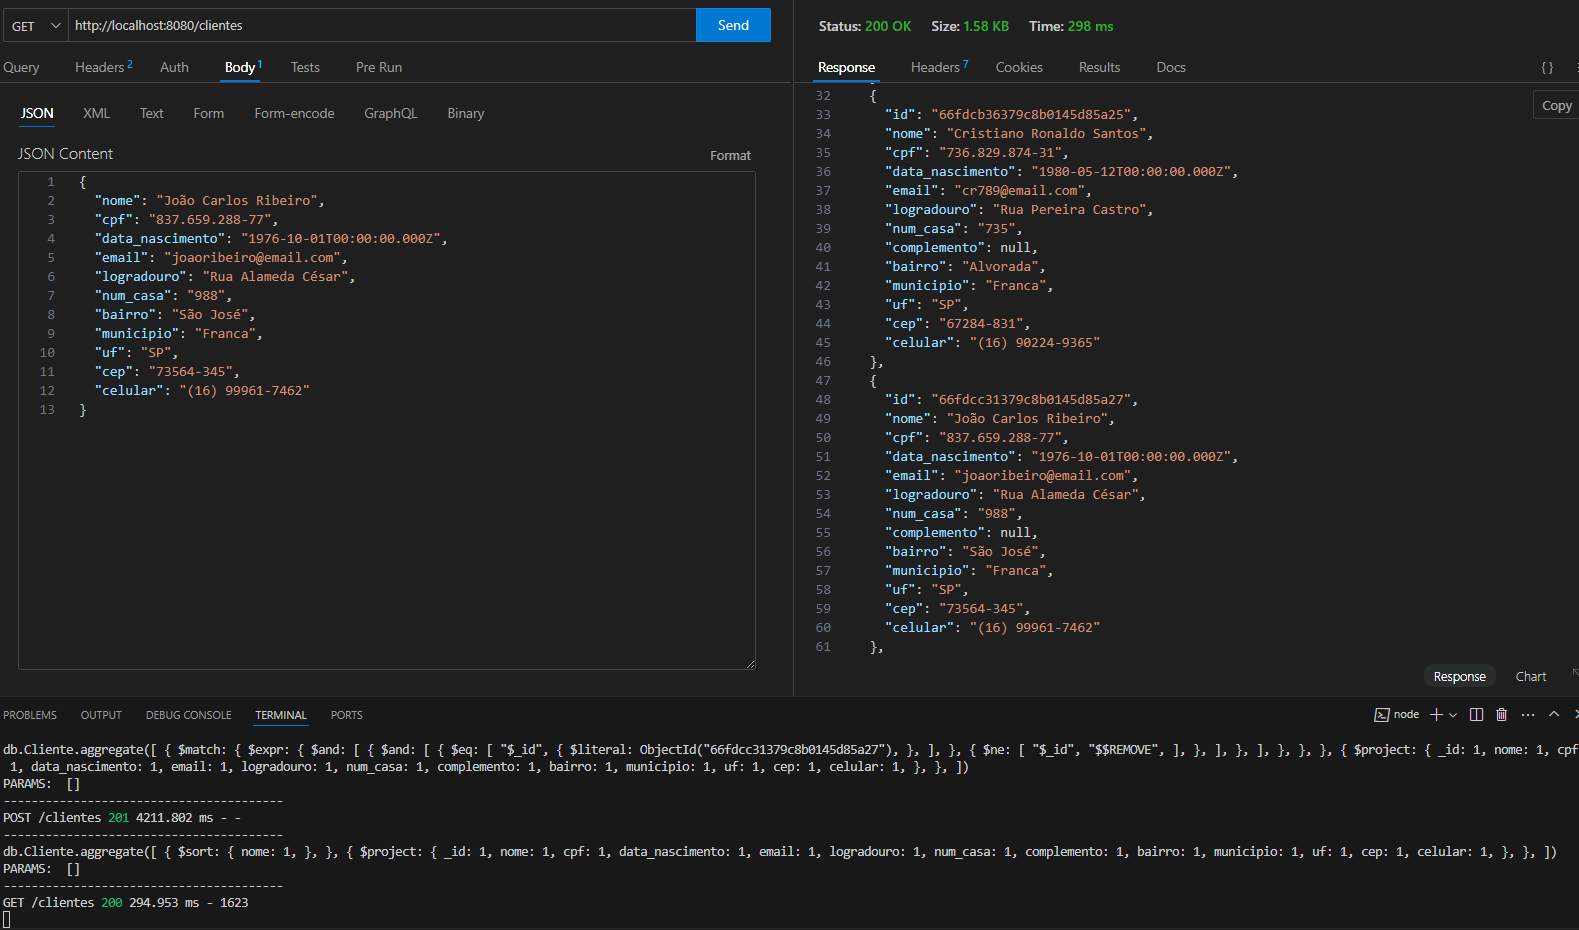 GET http://localhost:8080/clientes Send
Query Headers 2 Auth Body 1 Tests Pre Run
JSON XML Text Form Form-encode GraphQL Binary
JSON Content Format
1 {
2 "nome": "João Carlos Ribeiro",
3 "cpf": "837.659.288-77",
4 "data_nascimento": "1976-10-01T00:00:00.000Z",
5 "email": "joaoribeiro@email.com",
6 "logradouro": "Rua Alameda César",
7 "num_casa": "988",
8 "bairro": "São José",
9 "municipio": "Franca",
10 "uf": "SP",
11 "cep": "73564-345",
12 "celular": "(16) 99961-7462"
13 }
Status: 200 OK Size: 1.58 KB Time: 298 ms
Response Headers 7 Cookies Results Docs { }
Copy
32 {
33 "id": "66fdcb36379c8b0145d85a25",
34 "nome": "Cristiano Ronaldo Santos",
35 "cpf": "736.829.874-31",
36 "data_nascimento": "1980-05-12T00:00:00.000Z",
37 "email": "cr789@email.com",
38 "logradouro": "Rua Pereira Castro",
39 "num_casa": "735",
40 "complemento": null,
41 "bairro": "Alvorada",
42 "municipio": "Franca",
43 "uf": "SP",
44 "cep": "67284-831",
45 "celular": "(16) 90224-9365"
46 },
47 {
48 "id": "66fdcc31379c8b0145d85a27",
49 "nome": "João Carlos Ribeiro",
50 "cpf": "837.659.288-77",
51 "data_nascimento": "1976-10-01T00:00:00.000Z",
52 "email": "joaoribeiro@email.com",
53 "logradouro": "Rua Alameda César",
54 "num_casa": "988",
55 "complemento": null,
56 "bairro": "São José",
57 "municipio": "Franca",
58 "uf": "SP",
59 "cep": "73564-345",
60 "celular": "(16) 99961-7462"
61 },
Response Chart
PROBLEMS OUTPUT DEBUG CONSOLE TERMINAL PORTS node
db.Cliente.aggregate([ { $match: { $expr: { $and: [ { $and: [ { $eq: [ "$_id", { $literal: ObjectId("66fdcc31379c8b0145d85a27"), }, ], }, { $ne: [ "$_id", "$$REMOVE", ], }, ], }, ], }, }, }, { $project: { _id: 1, nome: 1, cpf
1, data_nascimento: 1, email: 1, logradouro: 1, num_casa: 1, complemento: 1, bairro: 1, municipio: 1, uf: 1, cep: 1, celular: 1, }, }, ])
PARAMS: []
----------------------------------------
POST /clientes 201 4211.802 ms - -
----------------------------------------
db.Cliente.aggregate([ { $sort: { nome: 1, }, }, { $project: { _id: 1, nome: 1, cpf: 1, data_nascimento: 1, email: 1, logradouro: 1, num_casa: 1, complemento: 1, bairro: 1, municipio: 1, uf: 1, cep: 1, celular: 1, }, }, ])
PARAMS: []
----------------------------------------
GET /clientes 200 294.953 ms - 1623